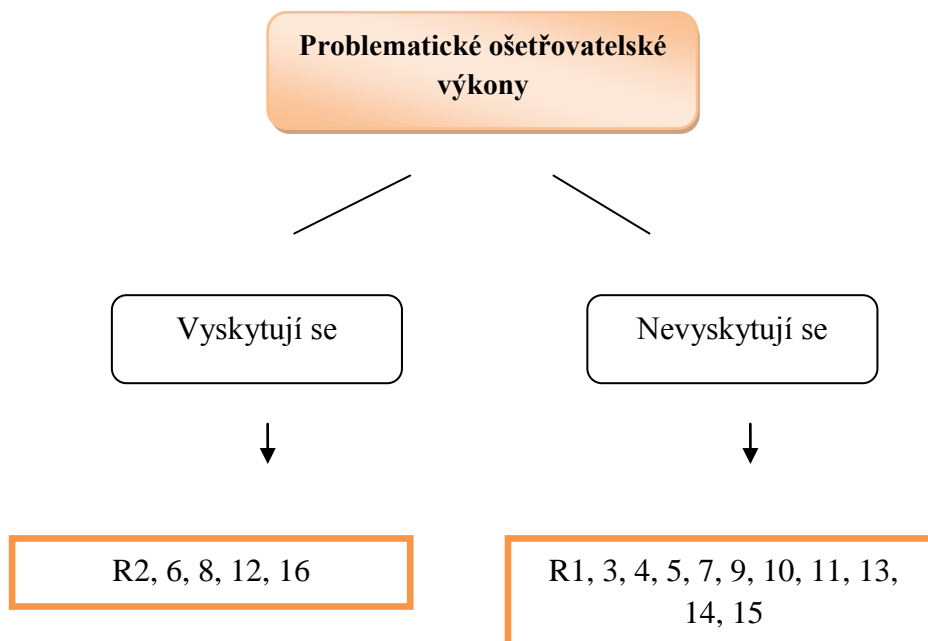 Problematické ošetřovatelské
výkony
Vyskytují se
Nevyskytují se
R2, 6, 8, 12, 16
R1, 3, 4, 5, 7, 9, 10, 11, 13,
14, 15